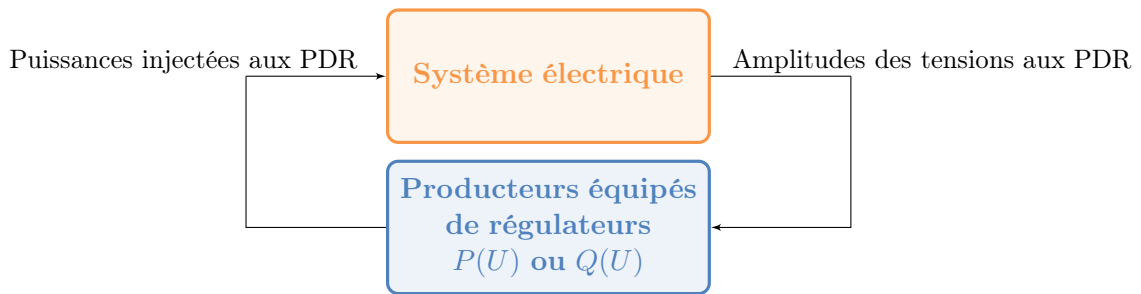 Puissances injectées aux PDR
Système électrique
Amplitudes des tensions aux PDR
Producteurs équipés
de régulateurs
P(U) ou Q(U)